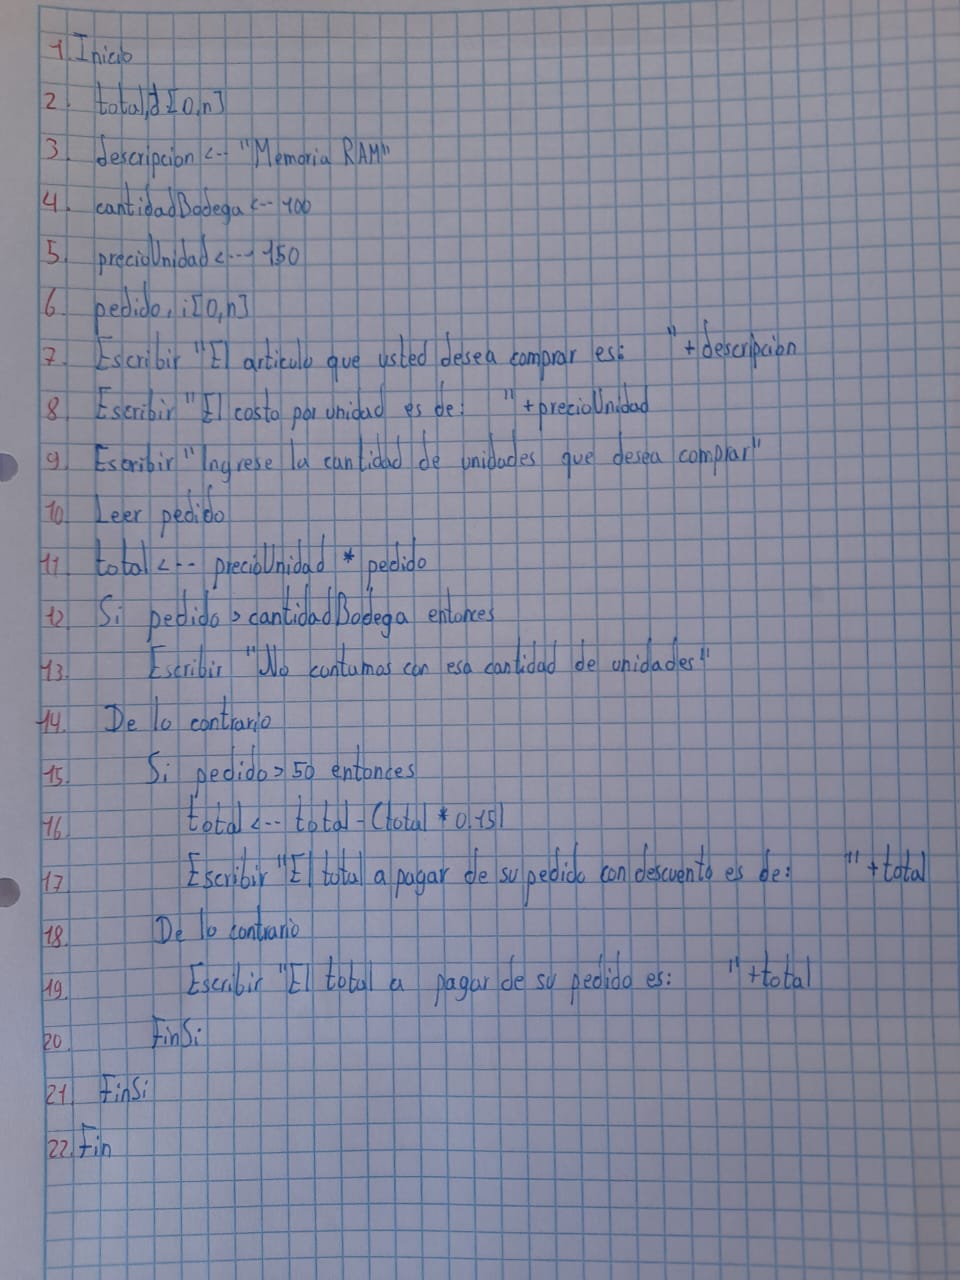 1. Inicio
2. total, d [0,n]
3. descripcion <-- "Memoria RAM"
4. cantidadBodega <-- 100
5. precioUnidad <--- 150
6. pedido, i[0,n]
7. Escribir "El articulo que usted desea comprar es: " + descripcion
8. Escribir "El costo por unidad es de: " + precioUnidad
9. Escribir "Ingrese la cantidad de unidades que desea comprar"
10. Leer pedido
11. total <-- precioUnidad * pedido
12. Si pedido > cantidadBodega entonces
13. Escribir "No contamos con esa cantidad de unidades"
14. De lo contrario
15. Si pedido > 50 entonces
16. total <-- total - (total * 0.15)
17. Escribir "El total a pagar de su pedido con descuento es de: " + total
18. De lo contrario
19. Escribir "El total a pagar de su pedido es: " + total
20. FinSi
21. FinSi
22. Fin